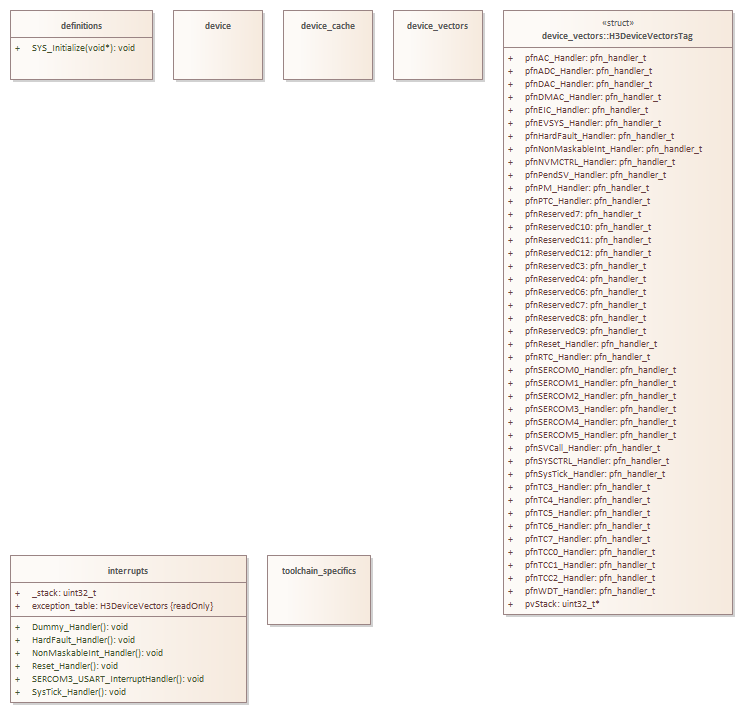 definitions
+ SYS_Initialize(void*): void
device
device_cache
device_vectors
«struct»
device_vectors::H3DeviceVectorsTag
+ pfnAC_Handler: pfn_handler_t
+ pfnADC_Handler: pfn_handler_t
+ pfnDAC_Handler: pfn_handler_t
+ pfnDMAC_Handler: pfn_handler_t
+ pfnEIC_Handler: pfn_handler_t
+ pfnEVSYS_Handler: pfn_handler_t
+ pfnHardFault_Handler: pfn_handler_t
+ pfnNonMaskableInt_Handler: pfn_handler_t
+ pfnNVMCTRL_Handler: pfn_handler_t
+ pfnPendSV_Handler: pfn_handler_t
+ pfnPM_Handler: pfn_handler_t
+ pfnPTC_Handler: pfn_handler_t
+ pfnReserved7: pfn_handler_t
+ pfnReservedC10: pfn_handler_t
+ pfnReservedC11: pfn_handler_t
+ pfnReservedC12: pfn_handler_t
+ pfnReservedC3: pfn_handler_t
+ pfnReservedC4: pfn_handler_t
+ pfnReservedC6: pfn_handler_t
+ pfnReservedC7: pfn_handler_t
+ pfnReservedC8: pfn_handler_t
+ pfnReservedC9: pfn_handler_t
+ pfnReset_Handler: pfn_handler_t
+ pfnRTC_Handler: pfn_handler_t
+ pfnSERCOM0_Handler: pfn_handler_t
+ pfnSERCOM1_Handler: pfn_handler_t
+ pfnSERCOM2_Handler: pfn_handler_t
+ pfnSERCOM3_Handler: pfn_handler_t
+ pfnSERCOM4_Handler: pfn_handler_t
+ pfnSERCOM5_Handler: pfn_handler_t
+ pfnSVCall_Handler: pfn_handler_t
+ pfnSYSCTRL_Handler: pfn_handler_t
+ pfnSysTick_Handler: pfn_handler_t
+ pfnTC3_Handler: pfn_handler_t
+ pfnTC4_Handler: pfn_handler_t
+ pfnTC5_Handler: pfn_handler_t
+ pfnTC6_Handler: pfn_handler_t
+ pfnTC7_Handler: pfn_handler_t
+ pfnTCC0_Handler: pfn_handler_t
+ pfnTCC1_Handler: pfn_handler_t
+ pfnTCC2_Handler: pfn_handler_t
+ pfnWDT_Handler: pfn_handler_t
+ pvStack: uint32_t*
interrupts
+ _stack: uint32_t
+ exception_table: H3DeviceVectors {readOnly}
+ Dummy_Handler(): void
+ HardFault_Handler(): void
+ NonMaskableInt_Handler(): void
+ Reset_Handler(): void
+ SERCOM3_USART_InterruptHandler(): void
+ SysTick_Handler(): void
toolchain_specifics